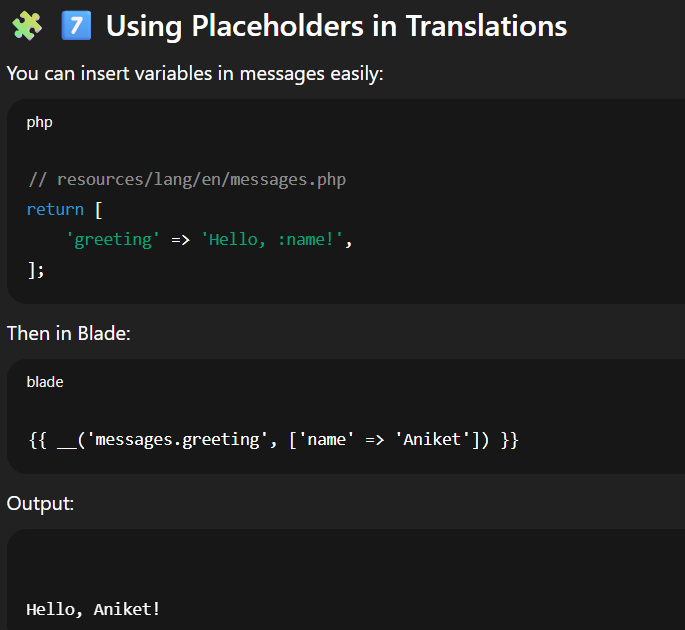 🧩 7️⃣ Using Placeholders in Translations
You can insert variables in messages easily:
php
// resources/lang/en/messages.php
return [
    'greeting' => 'Hello, :name!',
];
Then in Blade:
blade
{{ __('messages.greeting', ['name' => 'Aniket']) }}
Output:
Hello, Aniket!